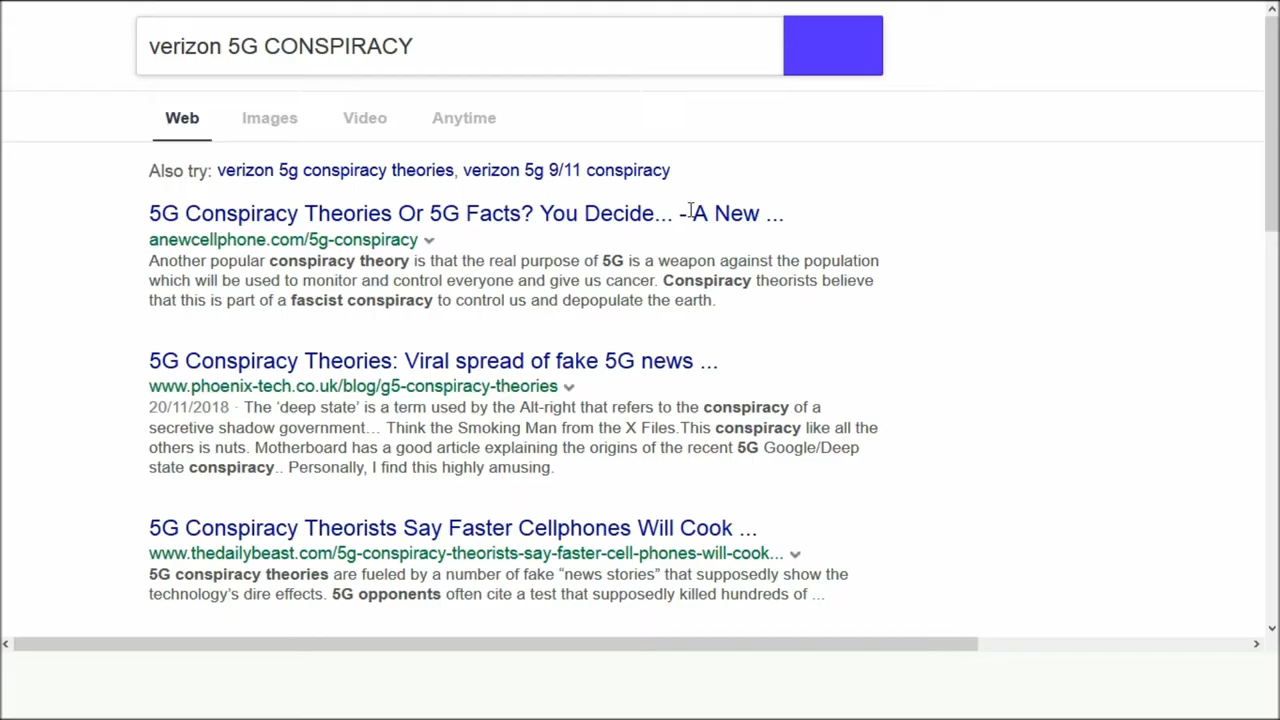 verizon 5G CONSPIRACY
Web Images Video Anytime
Also try: verizon 5g conspiracy theories, verizon 5g 9/11 conspiracy
5G Conspiracy Theories Or 5G Facts? You Decide... - A New ...
anewcellphone.com/5g-conspiracy
Another popular conspiracy theory is that the real purpose of 5G is a weapon against the population
which will be used to monitor and control everyone and give us cancer. Conspiracy theorists believe
that this is part of a fascist conspiracy to control us and depopulate the earth.
5G Conspiracy Theories: Viral spread of fake 5G news ...
www.phoenix-tech.co.uk/blog/g5-conspiracy-theories
20/11/2018 · The ‘deep state’ is a term used by the Alt-right that refers to the conspiracy of a
secretive shadow government… Think the Smoking Man from the X Files.This conspiracy like all the
others is nuts. Motherboard has a good article explaining the origins of the recent 5G Google/Deep
state conspiracy.. Personally, I find this highly amusing.
5G Conspiracy Theorists Say Faster Cellphones Will Cook ...
www.thedailybeast.com/5g-conspiracy-theorists-say-faster-cell-phones-will-cook...
5G conspiracy theories are fueled by a number of fake “news stories” that supposedly show the
technology’s dire effects. 5G opponents often cite a test that supposedly killed hundreds of ...